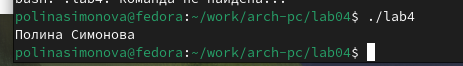 bash: .lab4: команда не найдена...
polinasimonova@fedora:~/work/arch-pc/lab04$ ./lab4
Полина Симонова
polinasimonova@fedora:~/work/arch-pc/lab04$